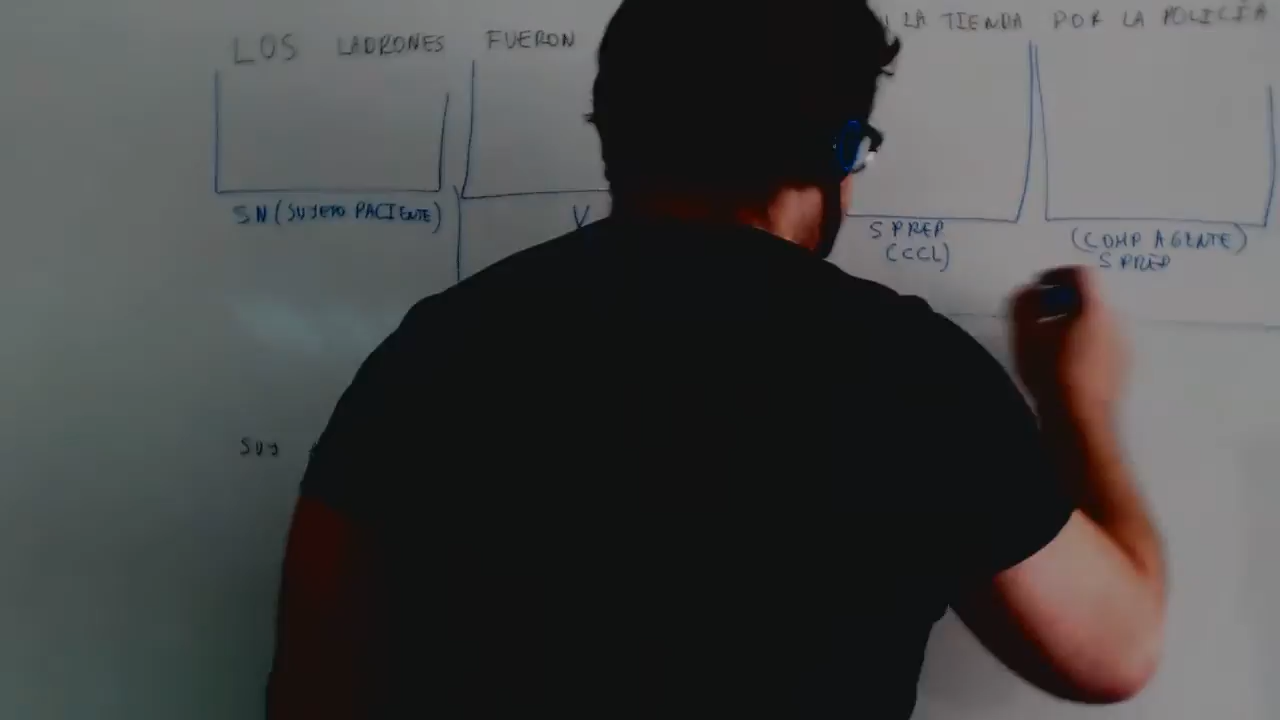 LOS LADRONES FUERON LA TIENDA POR LA POLICÍA
SN (SUJETO PACIENTE) V S PREP (COMP AGENTE)
(CCL) S PREP
SUJ